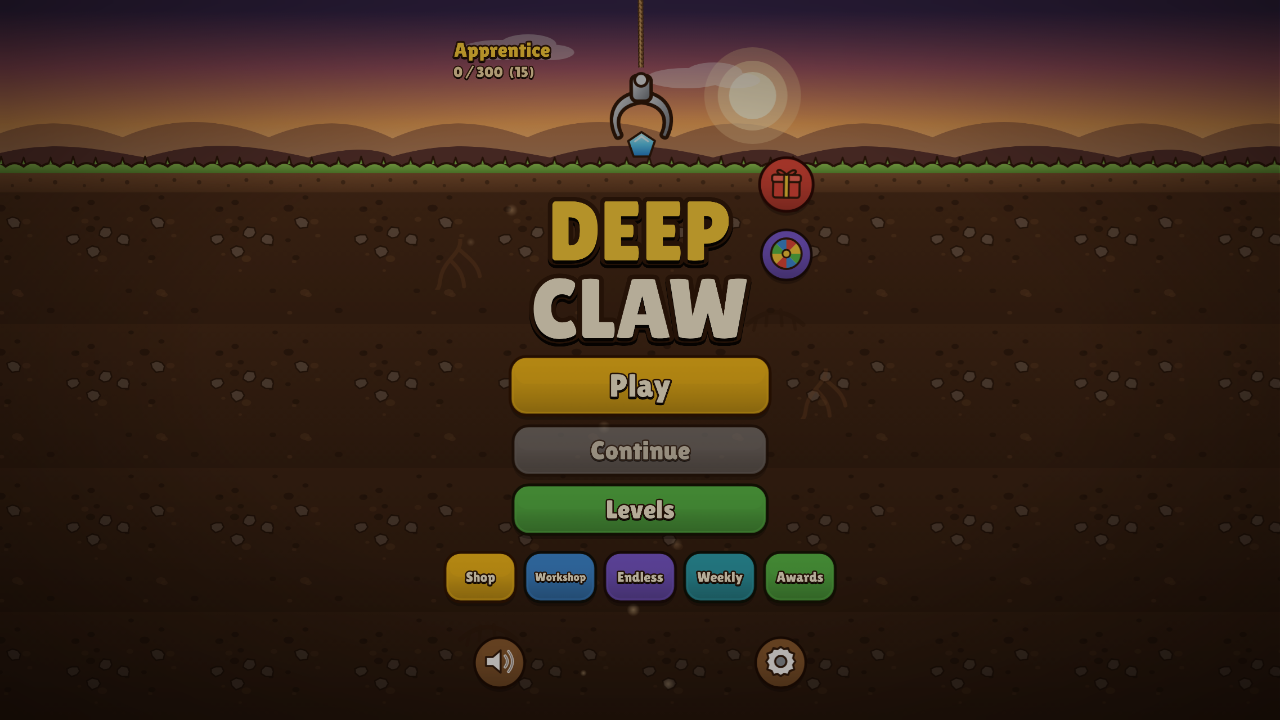 Apprentice
0/300 (15)
DEEP
CLAW
Play
Continue
Levels
Shop
Workshop
Endless
Weekly
Awards